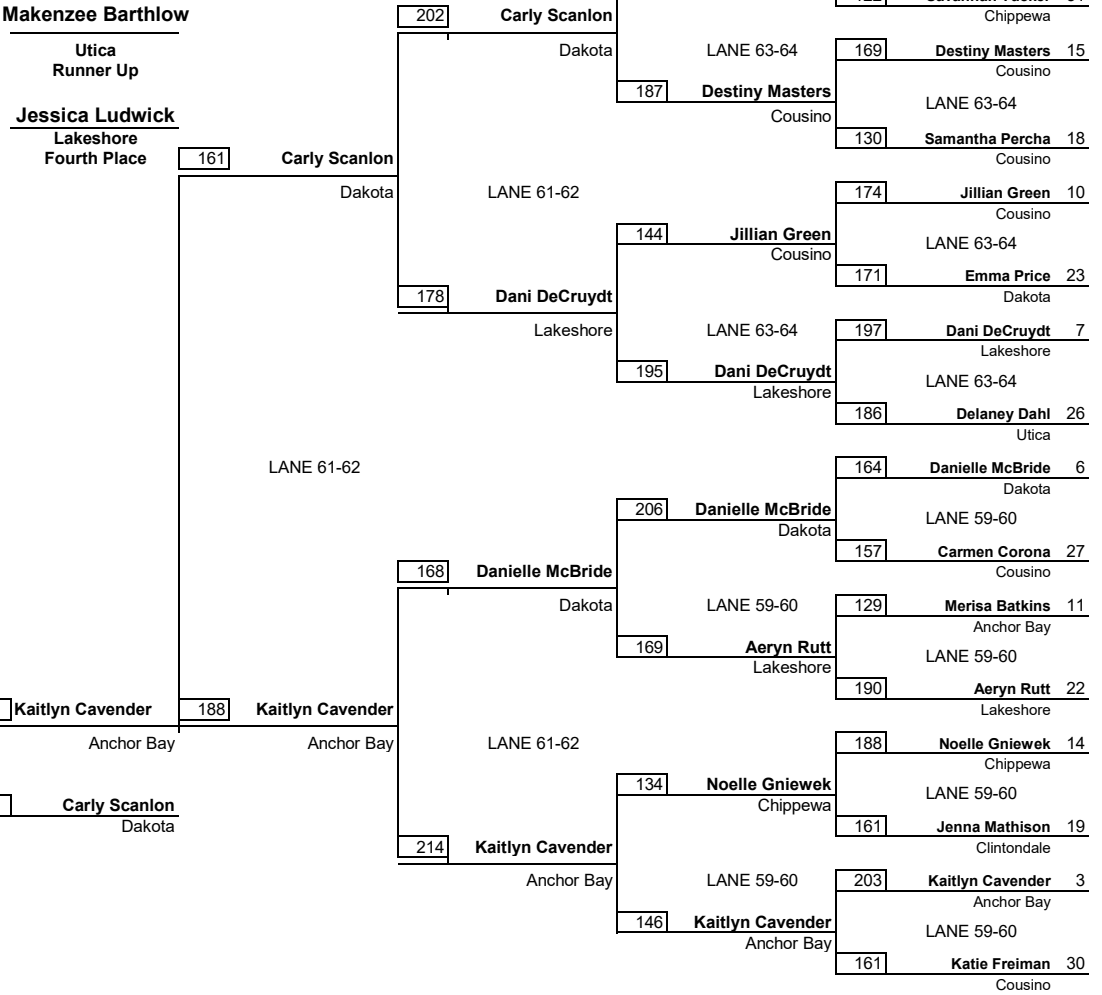 Makenzee Barthlow
Utica
Runner Up
Jessica Ludwick
Lakeshore
Fourth Place
161 Carly Scanlon
Dakota
LANE 61-62
Kaitlyn Cavender 188 Kaitlyn Cavender
Anchor Bay Anchor Bay
Carly Scanlon
Dakota
202 Carly Scanlon
Dakota
LANE 61-62
178 Dani DeCruydt
Lakeshore
168 Danielle McBride
Dakota
LANE 61-62
214 Kaitlyn Cavender
Anchor Bay
LANE 63-64
187 Destiny Masters
Cousino
144 Jillian Green
Cousino
LANE 63-64
195 Dani DeCruydt
Lakeshore
206 Danielle McBride
Dakota
LANE 59-60
169 Aeryn Rutt
Lakeshore
134 Noelle Gniewek
Chippewa
LANE 59-60
146 Kaitlyn Cavender
Anchor Bay
Chippewa
169 Destiny Masters 15
Cousino
LANE 63-64
130 Samantha Percha 18
Cousino
174 Jillian Green 10
Cousino
LANE 63-64
171 Emma Price 23
Dakota
197 Dani DeCruydt 7
Lakeshore
LANE 63-64
186 Delaney Dahl 26
Utica
164 Danielle McBride 6
Dakota
LANE 59-60
157 Carmen Corona 27
Cousino
129 Merisa Batkins 11
Anchor Bay
LANE 59-60
190 Aeryn Rutt 22
Lakeshore
188 Noelle Gniewek 14
Chippewa
LANE 59-60
161 Jenna Mathison 19
Clintondale
203 Kaitlyn Cavender 3
Anchor Bay
LANE 59-60
161 Katie Freiman 30
Cousino